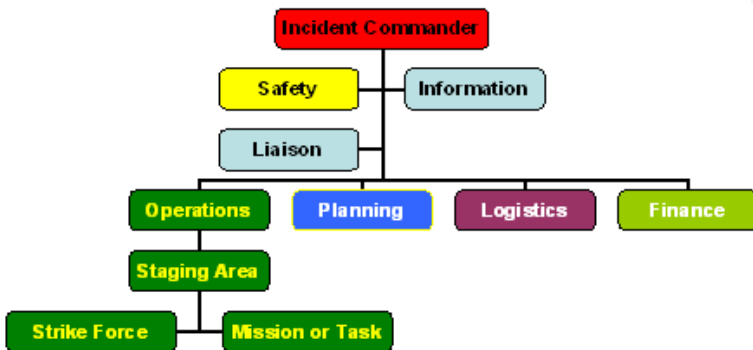 Incident Commander
Safety
Information
Liaison
Operations
Planning
Logistics
Finance
Staging Area
Strike Force
Mission or Task